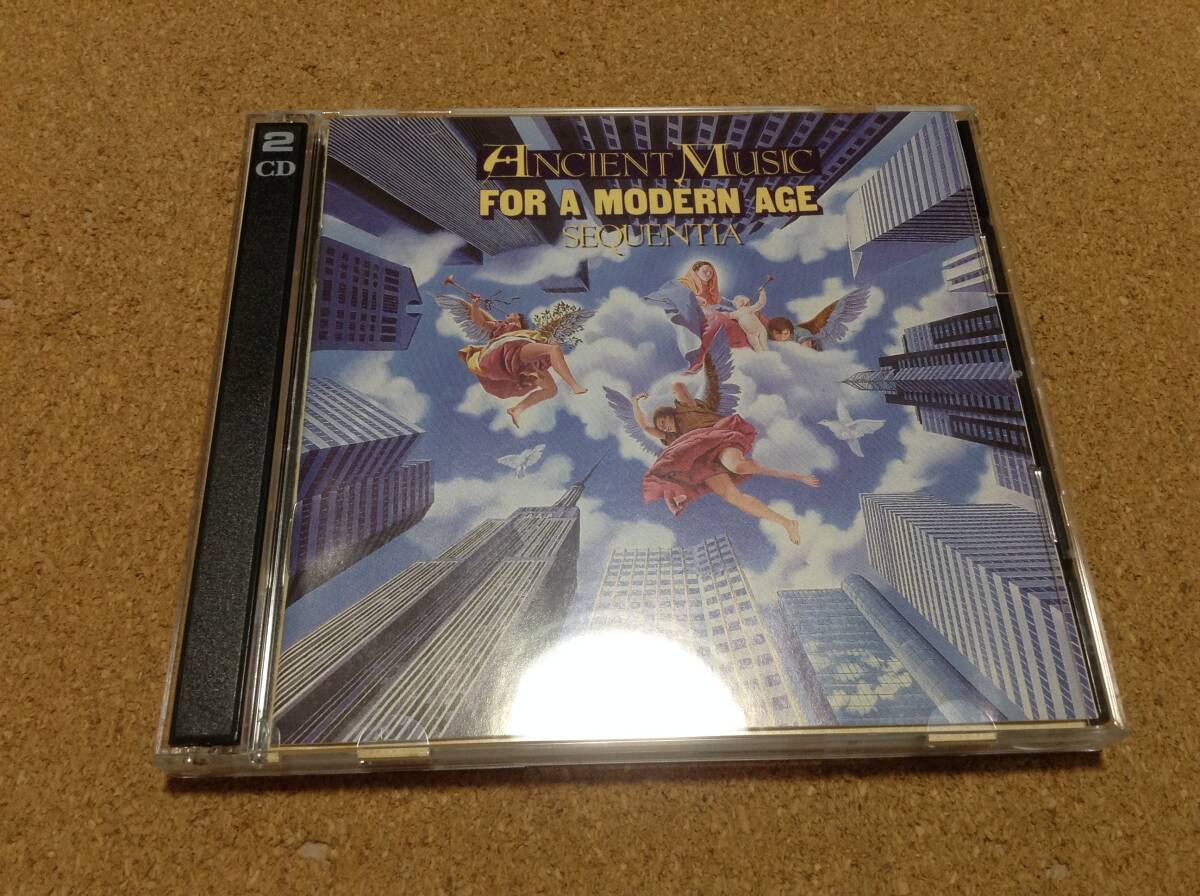 2
CD
ANCIENT MUSIC
FOR A MODERN AGE
SEQUENTIA